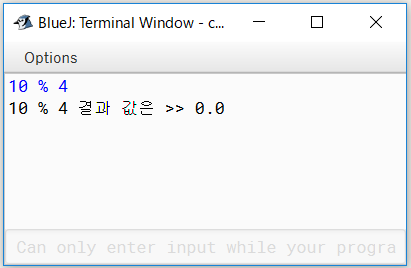 BlueJ: Terminal Window - c...
Options
10 % 4
10 % 4 결과 값은 >> 0.0
Can only enter input while your progra